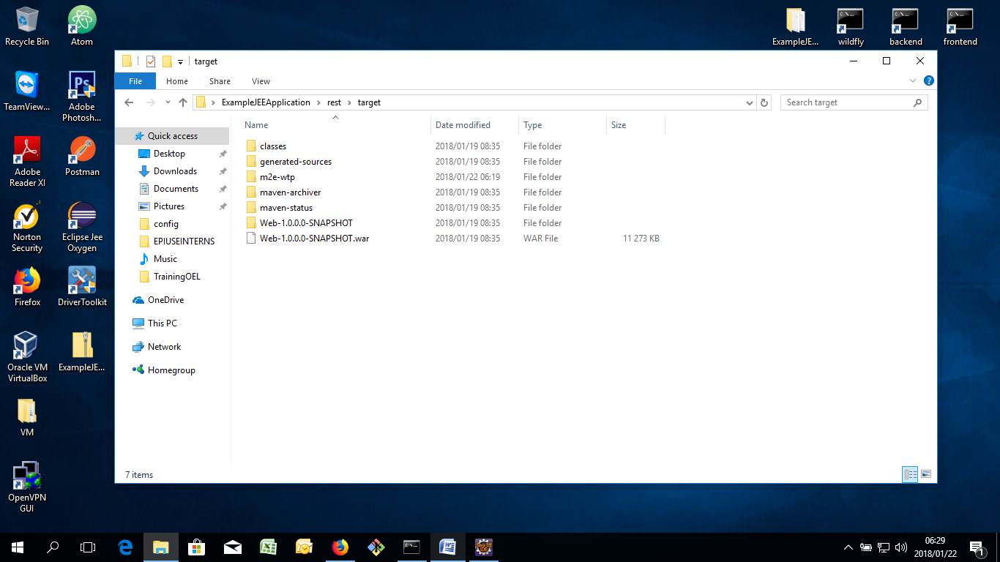 Recycle Bin
Atom
TeamView...
Adobe
Photosh...
Adobe
Reader XI
Postman
Norton
Security
Eclipse Jee
Oxygen
Firefox
DriverToolkit
Oracle VM
VirtualBox
ExampleJE...
VM
OpenVPN
GUI
ExampleJE...
wildfly
backend
frontend
target
File Home Share View
ExampleJEEApplication rest target
Search target
Name Date modified Type Size
Quick access
Desktop
Downloads
Documents
Pictures
config
EPIUSEINTERNS
Music
TrainingOEL
OneDrive
This PC
Network
Homegroup
classes 2018/01/19 08:35 File folder
generated-sources 2018/01/19 08:35 File folder
m2e-wtp 2018/01/22 06:19 File folder
maven-archiver 2018/01/19 08:35 File folder
maven-status 2018/01/19 08:35 File folder
Web-1.0.0.0-SNAPSHOT 2018/01/19 08:35 File folder
Web-1.0.0.0-SNAPSHOT.war 2018/01/19 08:35 WAR File 11 273 KB
7 items
06:29
2018/01/22
1